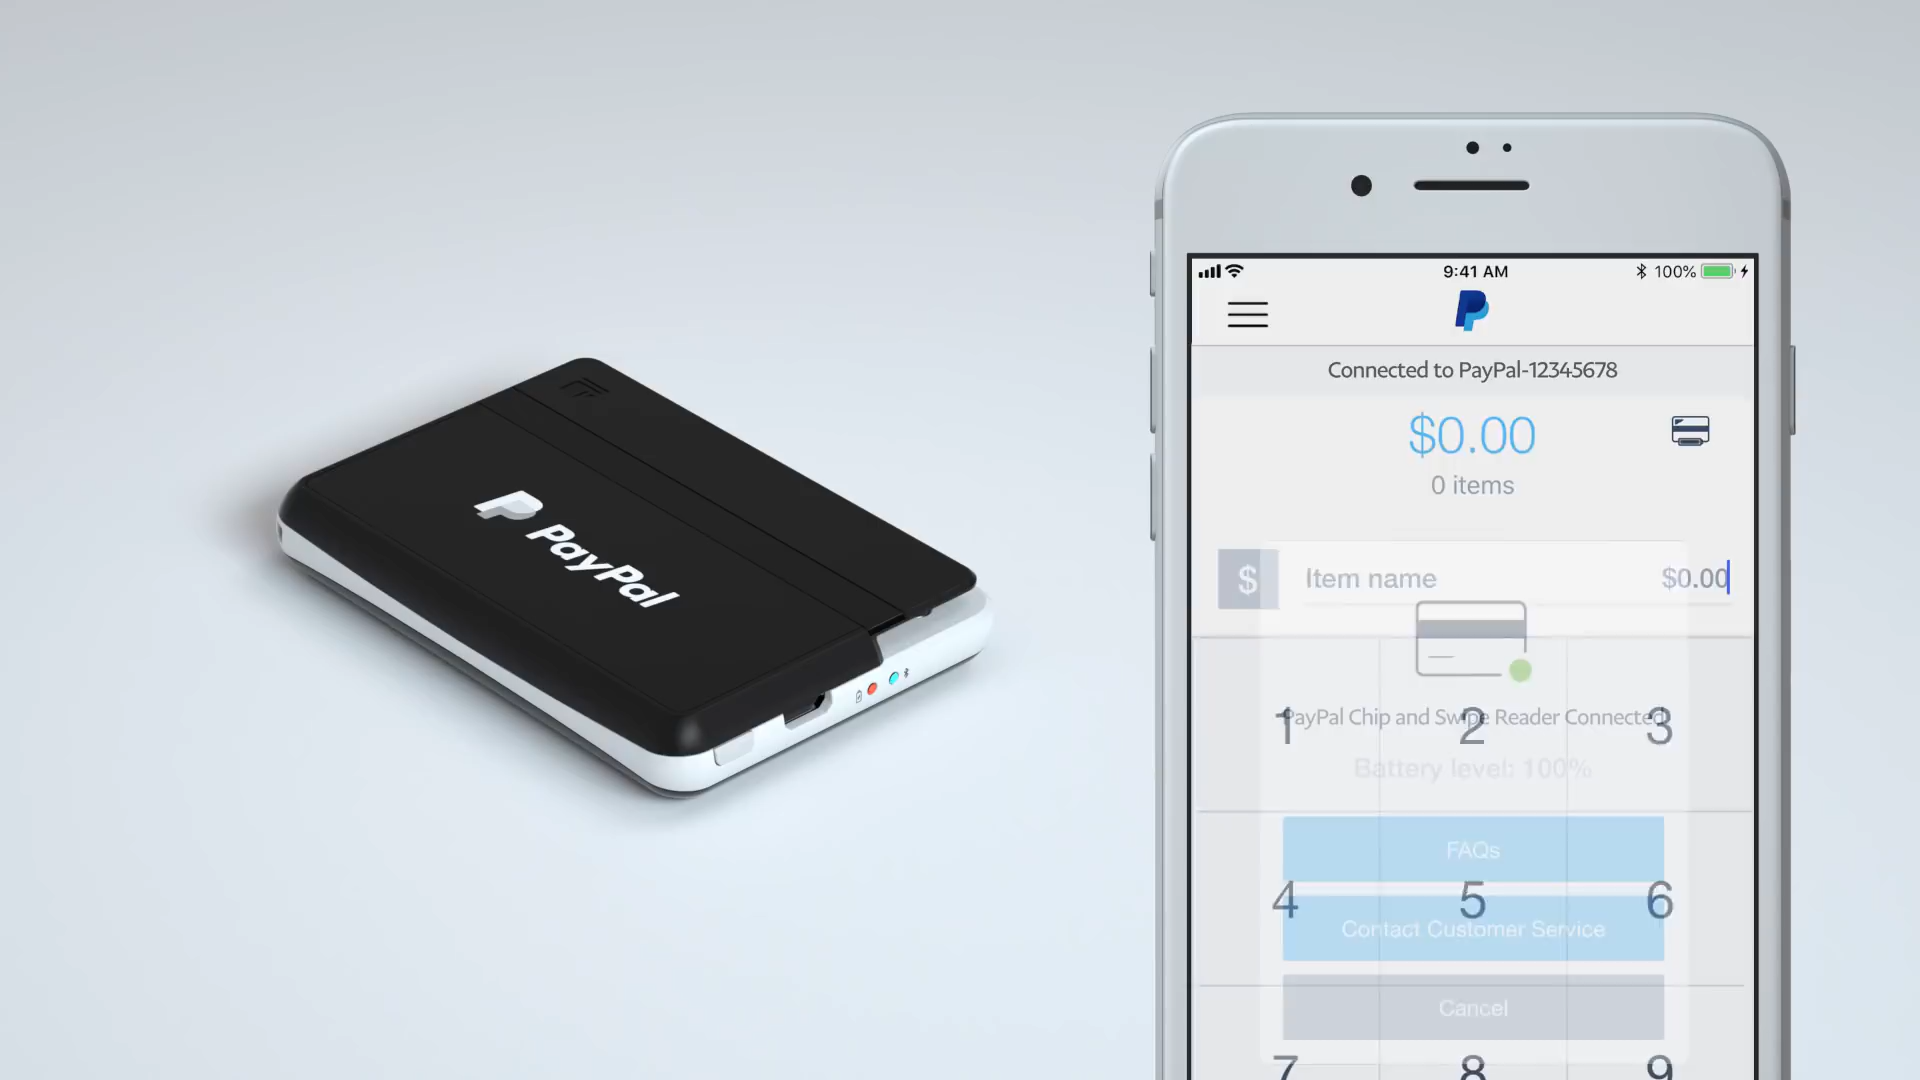 PayPal
9:41 AM
100%
Connected to PayPal-12345678
$0.00
0 items
$
Item name
$0.00
PayPal Chip and Swipe Reader Connected
1 2 3
Battery level: 100%
FAQs
4 5 6
Contact Customer Service
Cancel
7 8 9